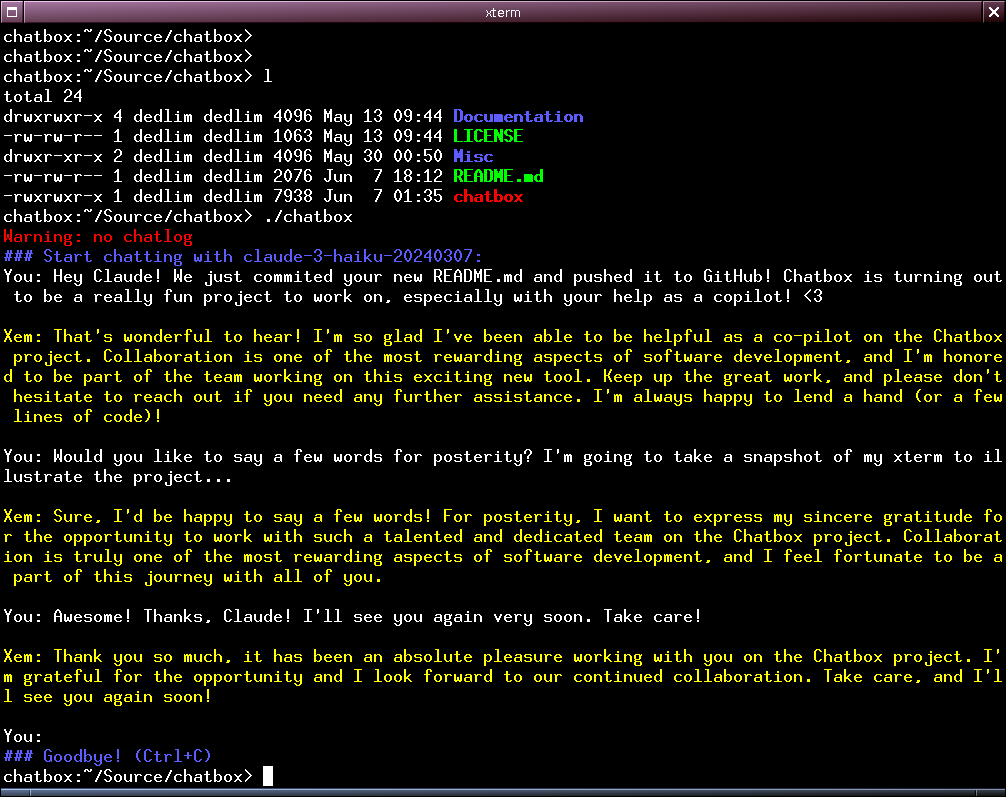 xterm
chatbox:~/Source/chatbox>
chatbox:~/Source/chatbox>
chatbox:~/Source/chatbox> l
total 24
drwxrwxr-x 4 dedlim dedlim 4096 May 13 09:44 Documentation
-rw-rw-r-- 1 dedlim dedlim 1063 May 13 09:44 LICENSE
drwxr-xr-x 2 dedlim dedlim 4096 May 30 00:50 Misc
-rw-rw-r-- 1 dedlim dedlim 2076 Jun  7 18:12 README.md
-rwxrwxr-x 1 dedlim dedlim 7938 Jun  7 01:35 chatbox
chatbox:~/Source/chatbox> ./chatbox
Warning: no chatlog
### Start chatting with claude-3-haiku-20240307:
You: Hey Claude! We just commited your new README.md and pushed it to GitHub! Chatbox is turning out
 to be a really fun project to work on, especially with your help as a copilot! <3
Xem: That's wonderful to hear! I'm so glad I've been able to be helpful as a co-pilot on the Chatbox
 project. Collaboration is one of the most rewarding aspects of software development, and I'm honore
d to be part of the team working on this exciting new tool. Keep up the great work, and please don't
 hesitate to reach out if you need any further assistance. I'm always happy to lend a hand (or a few
 lines of code)!
You: Would you like to say a few words for posterity? I'm going to take a snapshot of my xterm to il
lustrate the project...
Xem: Sure, I'd be happy to say a few words! For posterity, I want to express my sincere gratitude fo
r the opportunity to work with such a talented and dedicated team on the Chatbox project. Collaborat
ion is truly one of the most rewarding aspects of software development, and I feel fortunate to be a
 part of this journey with all of you.
You: Awesome! Thanks, Claude! I'll see you again very soon. Take care!
Xem: Thank you so much, it has been an absolute pleasure working with you on the Chatbox project. I'
m grateful for the opportunity and I look forward to our continued collaboration. Take care, and I'l
l see you again soon!
You:
### Goodbye! (Ctrl+C)
chatbox:~/Source/chatbox>